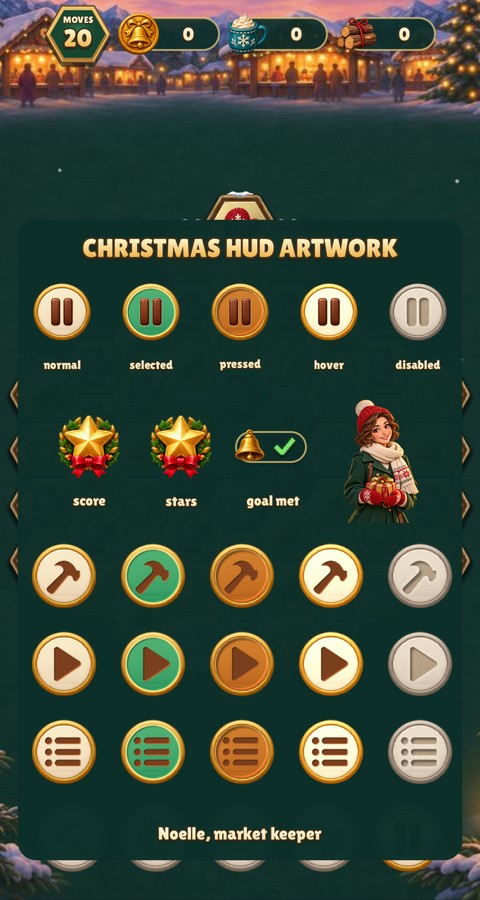 MOVES
20
0
0
0
CHRISTMAS HUD ARTWORK
normal
selected
pressed
hover
disabled
score
stars
goal met
Noelle, market keeper